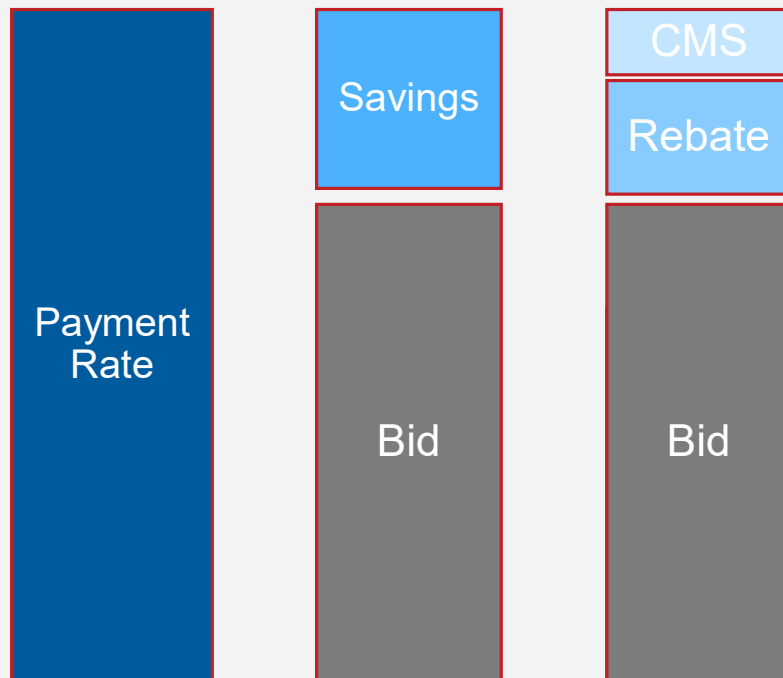 Payment
Rate
Savings
Bid
CMS
Rebate
Bid